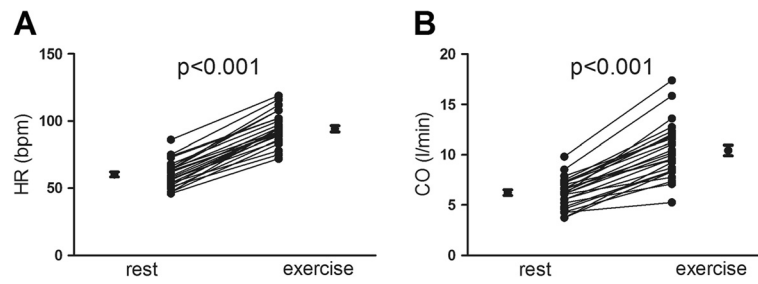 A
p<0.001
HR (bpm)
150
100
50
0
rest
exercise
B
p<0.001
CO (l/min)
20
15
10
5
0
rest
exercise